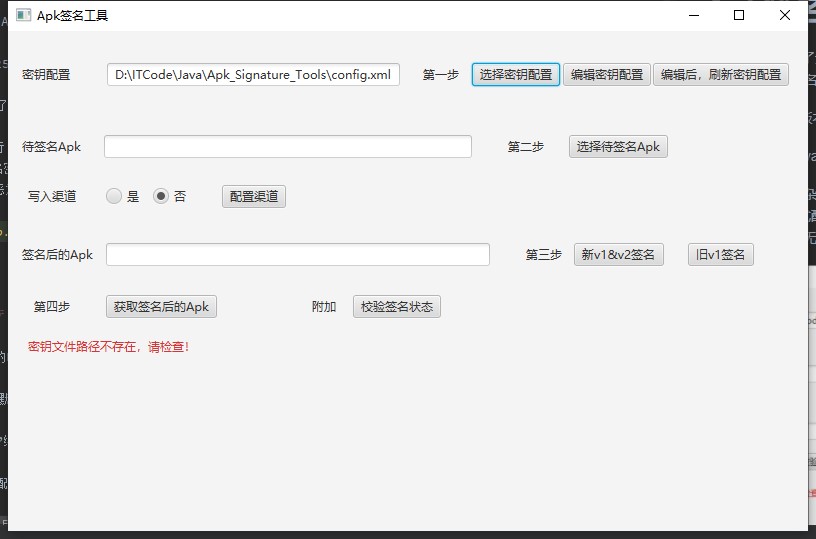 Apk签名工具
密钥配置 D:\ITCode\Java\Apk_Signature_Tools\config.xml 第一步 选择密钥配置 编辑密钥配置 编辑后，刷新密钥配置
待签名Apk 第二步 选择待签名Apk
写入渠道 是 否 配置渠道
签名后的Apk 第三步 新v1&v2签名 旧v1签名
第四步 获取签名后的Apk 附加 校验签名状态
密钥文件路径不存在，请检查!